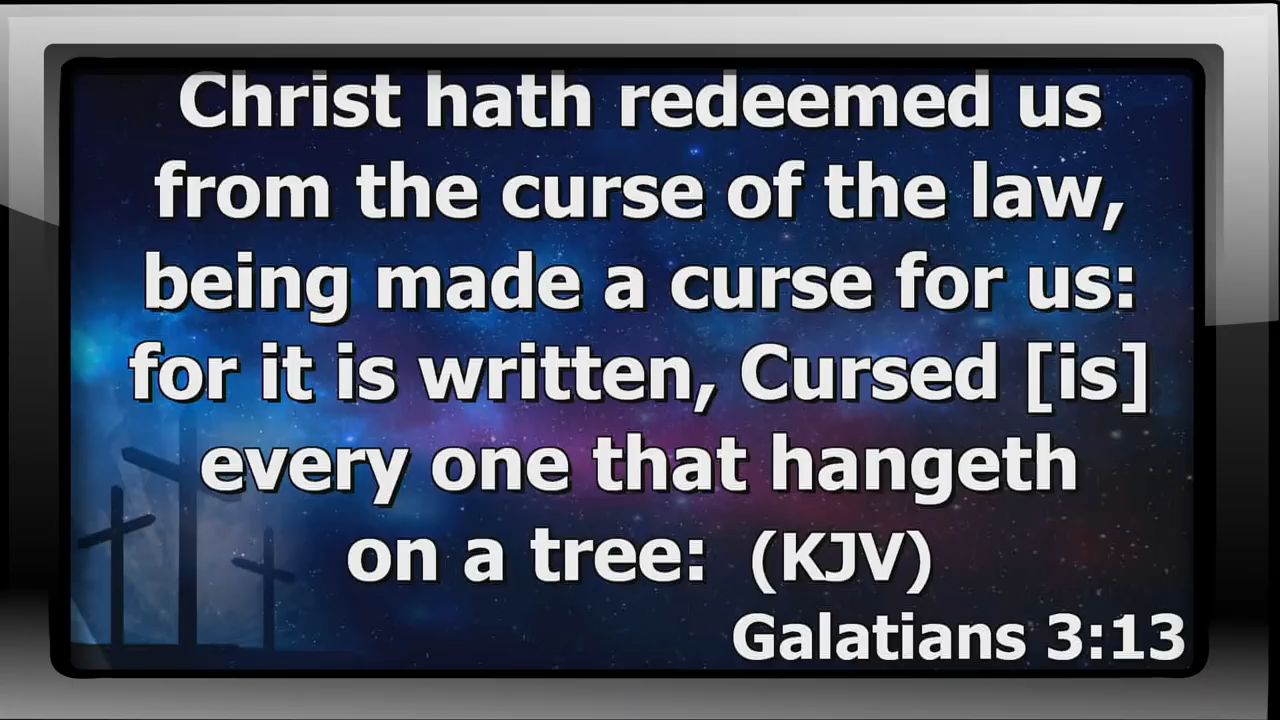 Christ hath redeemed us
from the curse of the law,
being made a curse for us:
for it is written, Cursed [is]
every one that hangeth
on a tree: (KJV)
Galatians 3:13